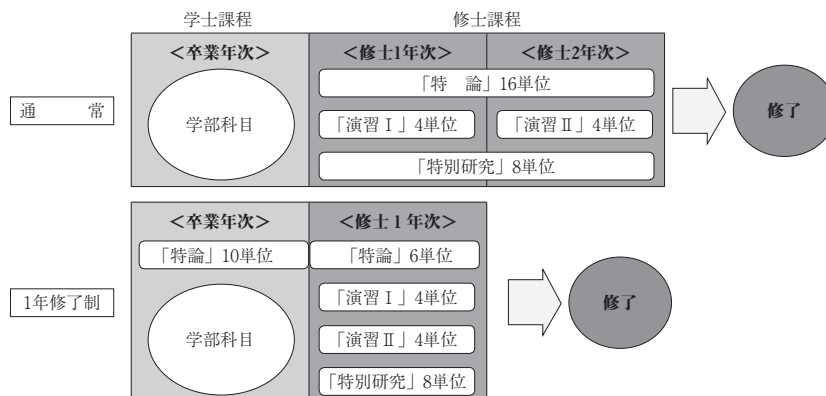 学士課程 修士課程
<卒業年次> <修士1年次> <修士2年次>
「特　論」16単位
通　　常 学部科目 「演習Ⅰ」4単位 「演習Ⅱ」4単位 修了
「特別研究」8単位
<卒業年次> <修士１年次>
「特論」10単位 「特論」6単位
1年修了制 「演習Ⅰ」4単位 修了
学部科目 「演習Ⅱ」4単位
「特別研究」8単位